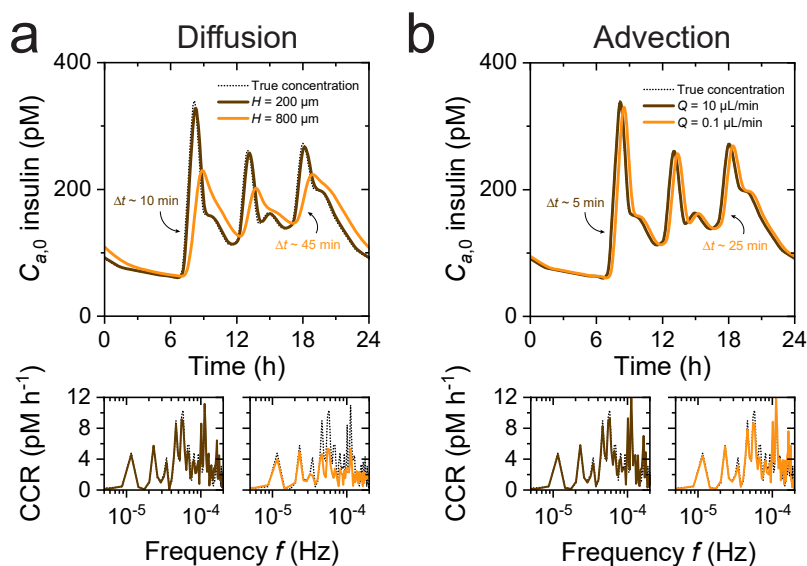 a
Diffusion
400
200
0
C_{a,0} insulin (pM)
True concentration
H = 200 μm
H = 800 μm
Δt ~ 10 min
Δt ~ 45 min
0 6 12 18 24
Time (h)
12
8
4
0
CCR (pM h⁻¹)
10⁻⁵ 10⁻⁴ 10⁻⁵ 10⁻⁴
Frequency f (Hz)
b
Advection
400
200
0
C_{a,0} insulin (pM)
True concentration
Q = 10 μL/min
Q = 0.1 μL/min
Δt ~ 5 min
Δt ~ 25 min
0 6 12 18 24
Time (h)
12
8
4
0
CCR (pM h⁻¹)
10⁻⁵ 10⁻⁴ 10⁻⁵ 10⁻⁴
Frequency f (Hz)